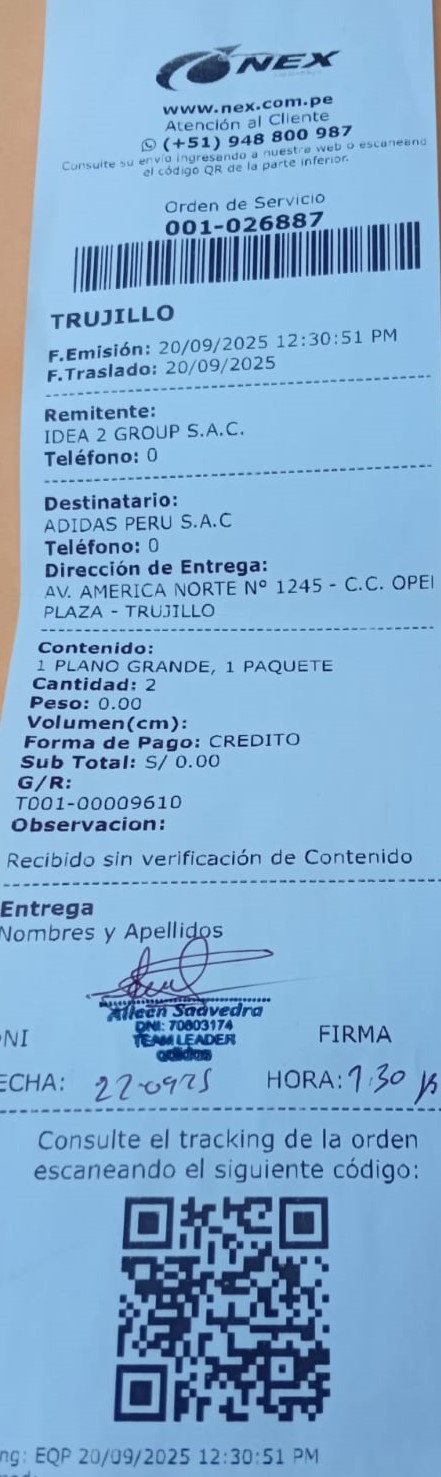 NEX
www.nex.com.pe
Atención al Cliente
(+51) 948 800 987
Consulte su envío ingresando a nuestra web o escaneand
el código QR de la parte inferior.
Orden de Servicio
001-026887
TRUJILLO
F.Emisión: 20/09/2025 12:30:51 PM
F.Traslado: 20/09/2025
Remitente:
IDEA 2 GROUP S.A.C.
Teléfono: 0
Destinatario:
ADIDAS PERU S.A.C
Teléfono: 0
Dirección de Entrega:
AV. AMERICA NORTE Nº 1245 - C.C. OPE
PLAZA - TRUJILLO
Contenido:
1 PLANO GRANDE, 1 PAQUETE
Cantidad: 2
Peso: 0.00
Volumen(cm):
Forma de Pago: CREDITO
Sub Total: S/ 0.00
G/R:
T001-00009610
Observacion:
Recibido sin verificación de Contenido
Entrega
Nombres y Apellidos
Aileen Saavedra
DNI: 70803174
TEAM LEADER
adidas
NI FIRMA
ECHA: 22-0925 HORA: 1:30
Consulte el tracking de la orden
escaneando el siguiente código:
ng: EQP 20/09/2025 12:30:51 PM